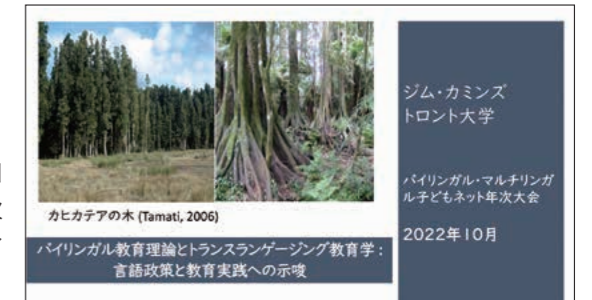 カヒカテアの木 (Tamati, 2006)
バイリンガル教育理論とトランスランゲージング教育学：
言語政策と教育実践への示唆
ジム・カミンズ
トロント大学
バイリンガル・マルチリンガ
ル子どもネット年次大会
2022年10月